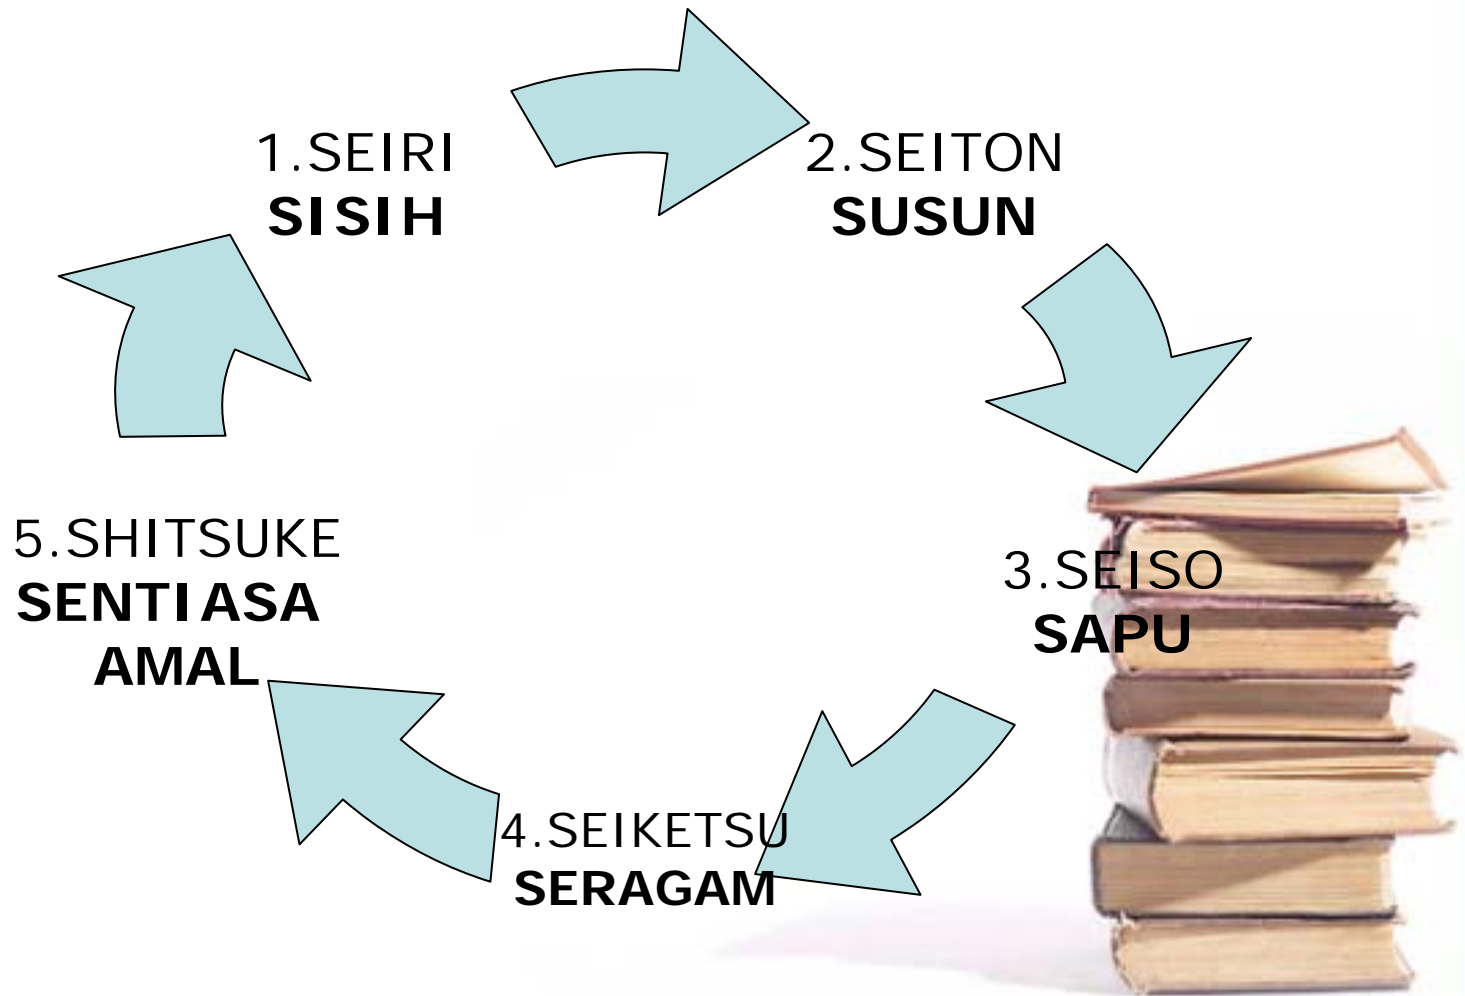 1.SEIRI
SISIH
2.SEITON
SUSUN
3.SEISO
SAPU
4.SEIKETSU
SERAGAM
5.SHITSUKE
SENTIASA
AMAL